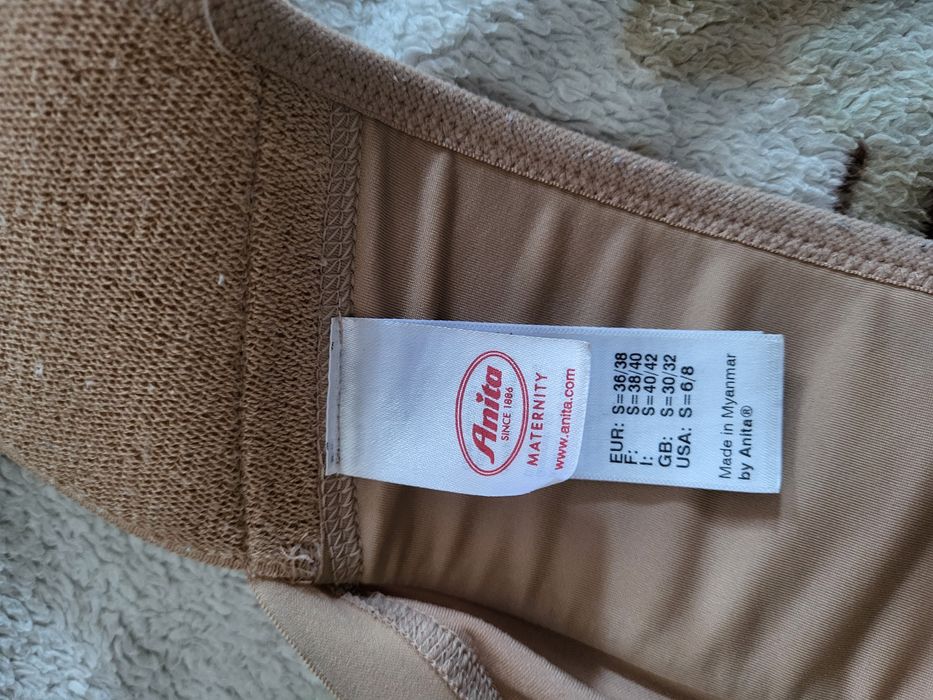 Anita
SINCE 1886
MATERNITY
www.anita.com
EUR: S=36/38
F: S=38/40
I: S=40/42
GB: S=30/32
USA: S=6/8
Made in Myanmar
by Anita®